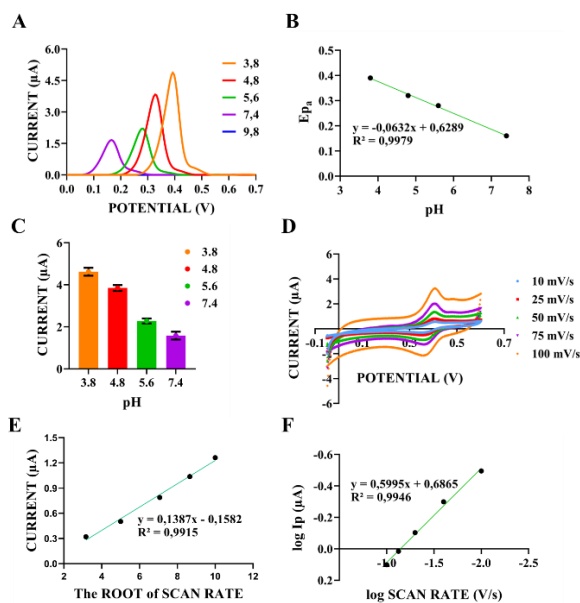 A
CURRENT (µA)
6.0
4.5
3.0
1.5
0.0
0.0 0.1 0.2 0.3 0.4 0.5 0.6 0.7
POTENTIAL (V)
3,8
4,8
5,6
7,4
9,8
B
Epa
0.6
0.4
0.2
0.0
3 4 5 6 7 8
pH
y = -0,0632x + 0,6289
R² = 0,9979
C
CURRENT (µA)
6
4
2
0
3.8 4.8 5.6 7.4
pH
3.8
4.8
5.6
7.4
D
CURRENT (µA)
6
4
2
0
-2
-4
-6
-0.1 0.1 0.3 0.5 0.7
POTENTIAL (V)
10 mV/s
25 mV/s
50 mV/s
75 mV/s
100 mV/s
E
CURRENT (µA)
1.5
1.2
0.9
0.6
0.3
0.0
2 4 6 8 10 12
The ROOT of SCAN RATE
y = 0,1387x - 0,1582
R² = 0,9915
F
log Ip (µA)
-0.6
-0.4
-0.2
0.0
0.1
-1.0 -1.5 -2.0 -2.5
log SCAN RATE (V/s)
y = 0,5995x + 0,6865
R² = 0,9946